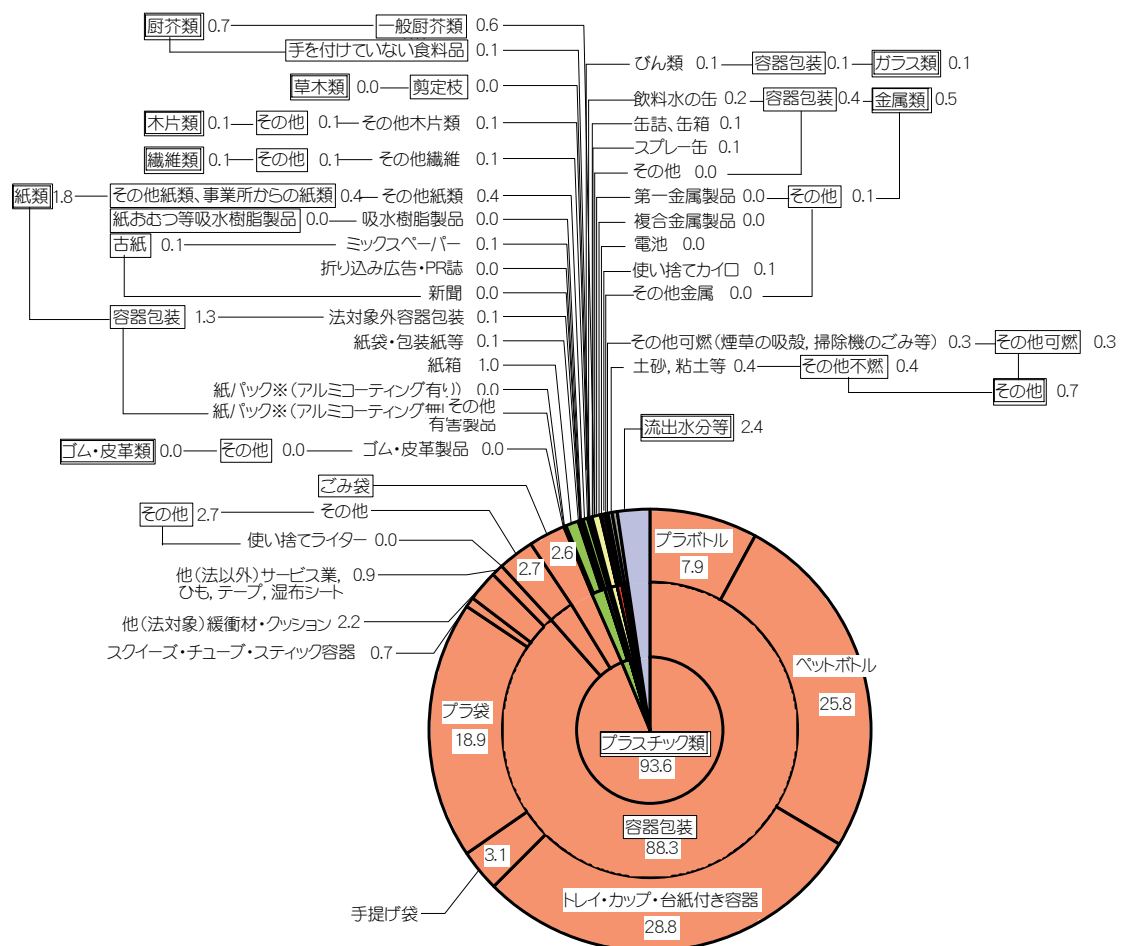 厨芥類 0.7 一般厨芥類 0.6
手を付けていない食料品 0.1
草木類 0.0 剪定枝 0.0
木片類 0.1 その他 0.1 その他木片類 0.1
繊維類 0.1 その他 0.1 その他繊維 0.1
紙類 1.8 その他紙類、事業所からの紙類 0.4 その他紙類 0.4
紙おむつ等吸水樹脂製品 0.0 吸水樹脂製品 0.0
古紙 0.1 ミックスペーパー 0.1
折り込み広告・PR誌 0.0
新聞 0.0
容器包装 1.3 法対象外容器包装 0.1
紙袋・包装紙等 0.1
紙箱 1.0
紙パック※(アルミコーティング有り) 0.0
紙パック※(アルミコーティング無 その他
有害製品
ゴム・皮革類 0.0 その他 0.0 ゴム・皮革製品 0.0
ごみ袋
その他 2.7 その他
使い捨てライター 0.0
他(法以外)サービス業, 0.9
ひも, テープ, 湿布シート
他(法対象)緩衝材・クッション 2.2
スクイーズ・チューブ・スティック容器 0.7
びん類 0.1 容器包装 0.1 ガラス類 0.1
飲料水の缶 0.2 容器包装 0.4 金属類 0.5
缶詰、缶箱 0.1
スプレー缶 0.1
その他 0.0
第一金属製品 0.0 その他 0.1
複合金属製品 0.0
電池 0.0
使い捨てカイロ 0.1
その他金属 0.0
その他可燃(煙草の吸殻, 掃除機のごみ等) 0.3 その他可燃 0.3
土砂, 粘土等 0.4 その他不燃 0.4
その他 0.7
流出水分等 2.4
2.7
2.6
プラボトル
7.9
ペットボトル
25.8
プラ袋
18.9
プラスチック類
93.6
容器包装
88.3
3.1
手提げ袋
トレイ・カップ・台紙付き容器
28.8